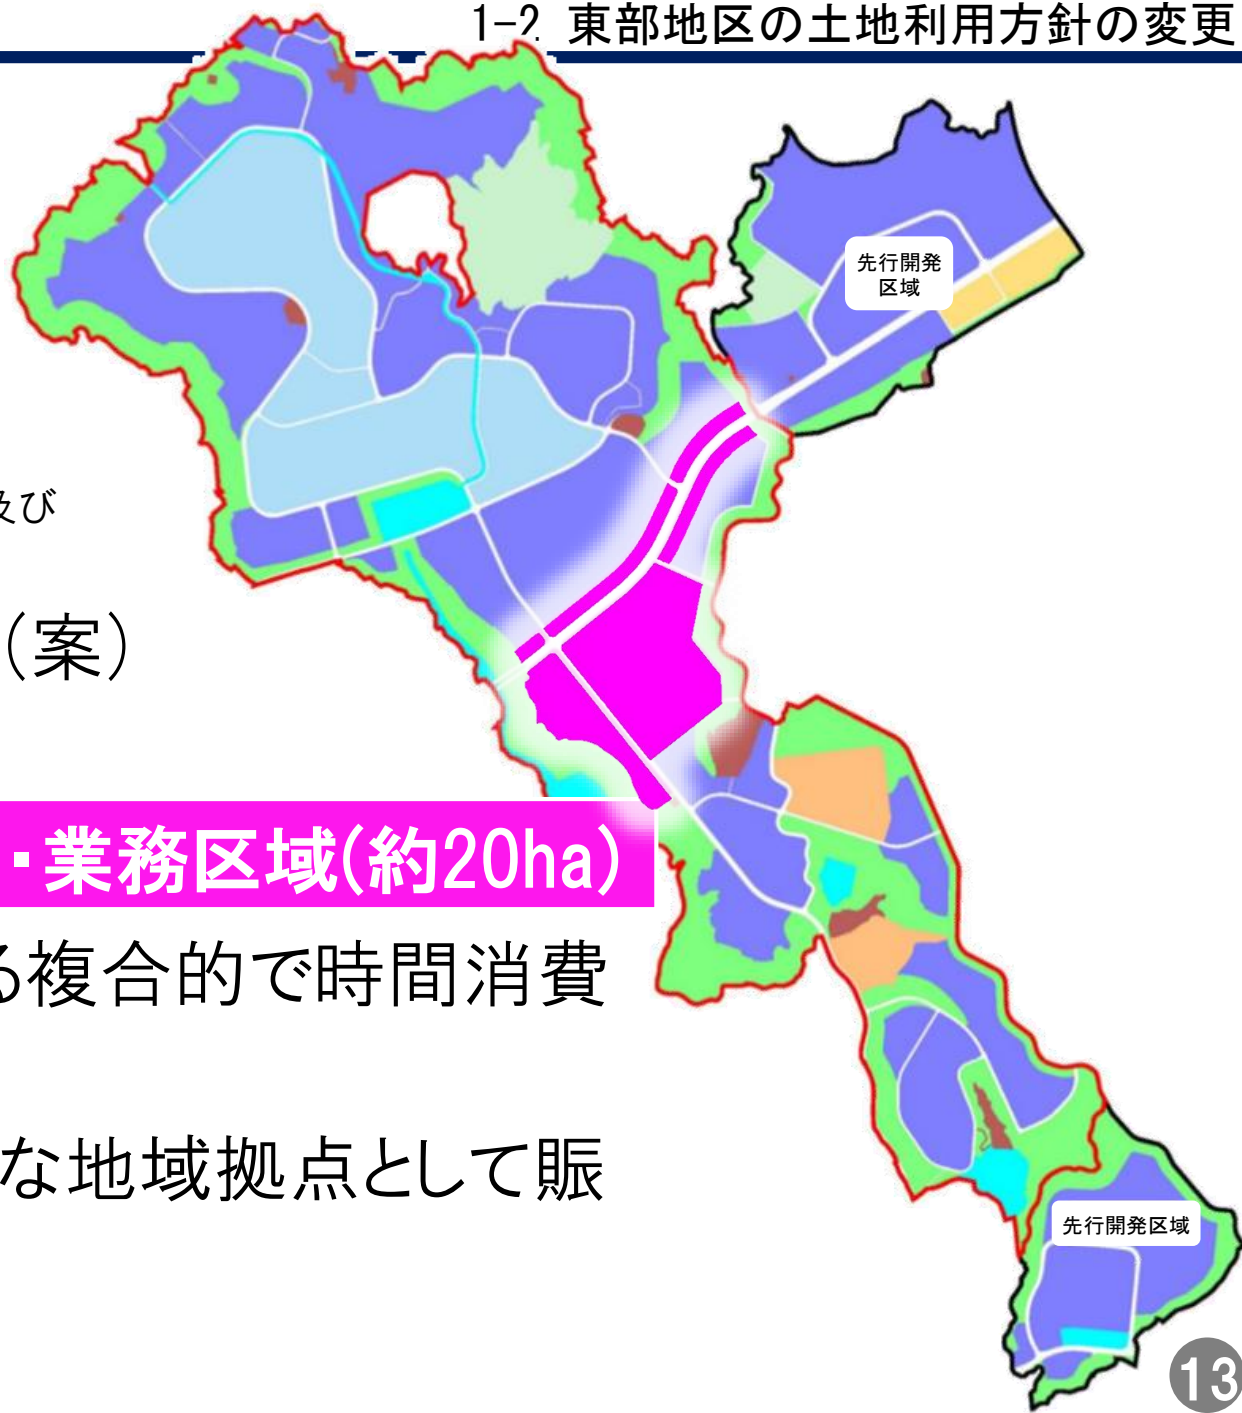 1-2 東部地区の土地利用方針の変更
先行開発
区域
及び
（案）
・業務区域(約20ha)
る複合的で時間消費
な地域拠点として賑
先行開発区域
13